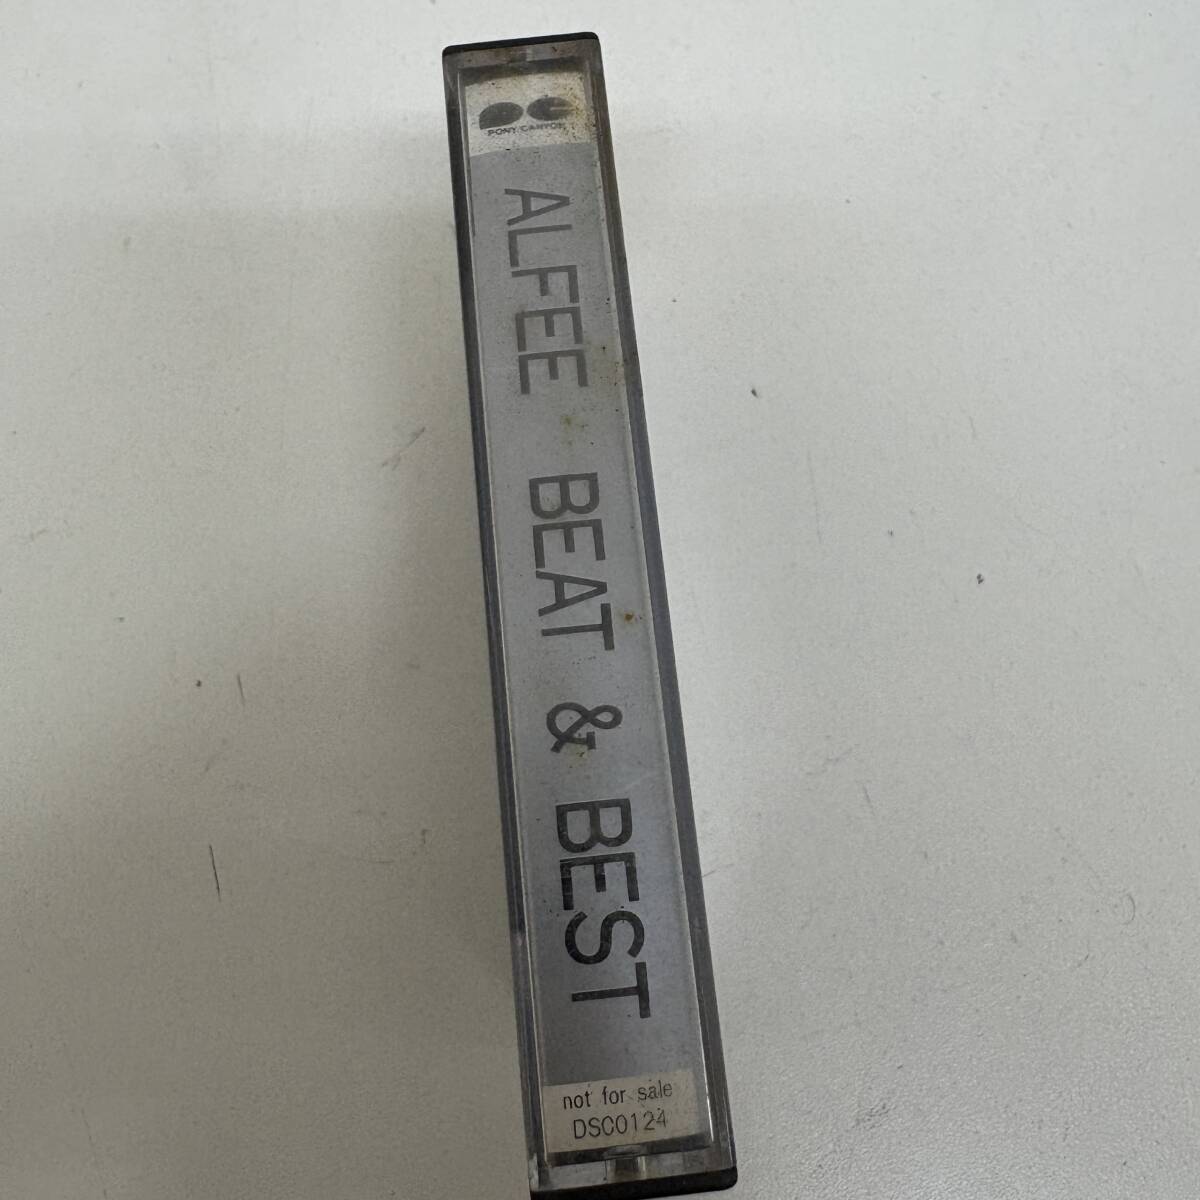 PONY CANYON
ALFEE BEAT & BEST
not for sale
DSC0124